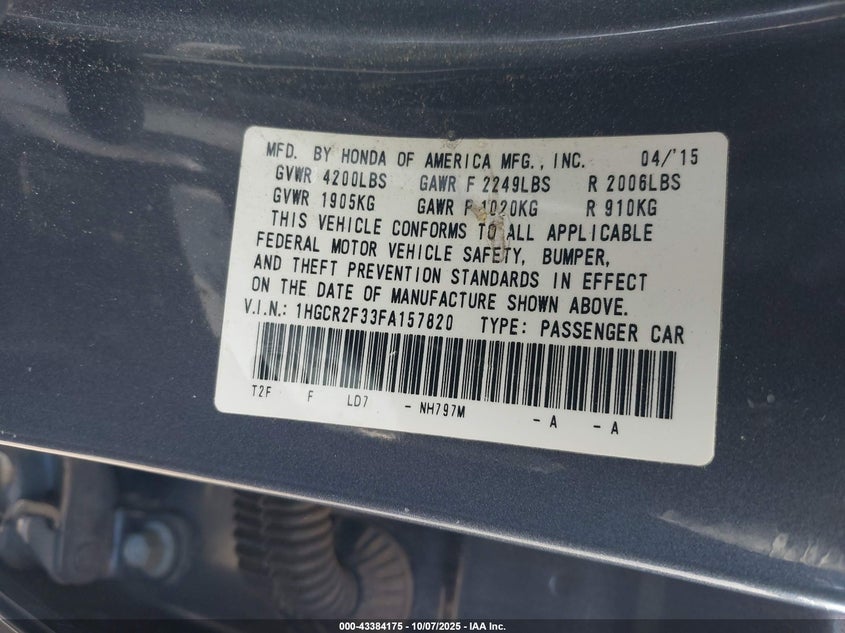 MFD. BY HONDA OF AMERICA MFG., INC. 04/'15
GVWR 4200LBS GAWR F 2249LBS R 2006LBS
GVWR 1905KG GAWR F 1020KG R 910KG
THIS VEHICLE CONFORMS TO ALL APPLICABLE
FEDERAL MOTOR VEHICLE SAFETY, BUMPER,
AND THEFT PREVENTION STANDARDS IN EFFECT
ON THE DATE OF MANUFACTURE SHOWN ABOVE.
V.I.N.: 1HGCR2F33FA157820 TYPE: PASSENGER CAR
T2F F LD7 - NH797M - A - A
000-43384175 | 10/07/2025 | IAA Inc.